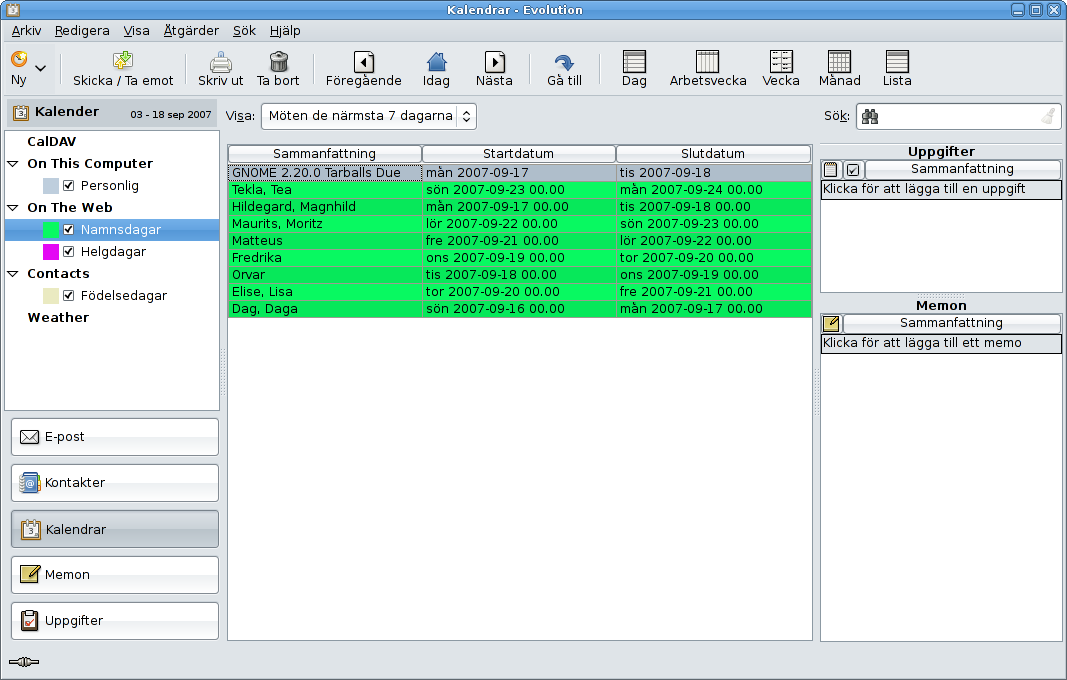 Kalendrar - Evolution
Arkiv Redigera Visa Åtgärder Sök Hjälp
Ny Skicka / Ta emot Skriv ut Ta bort Föregående Idag Nästa Gå till Dag Arbetsvecka Vecka Månad Lista
Kalender 03 - 18 sep 2007
Visa: Möten de närmsta 7 dagarna Sök:
CalDAV
On This Computer
Personlig
On The Web
Namnsdagar
Helgdagar
Contacts
Födelsedagar
Weather
E-post
Kontakter
Kalendrar
Memon
Uppgifter
Sammanfattning Startdatum Slutdatum
GNOME 2.20.0 Tarballs Due mån 2007-09-17 tis 2007-09-18
Tekla, Tea sön 2007-09-23 00.00 mån 2007-09-24 00.00
Hildegard, Magnhild mån 2007-09-17 00.00 tis 2007-09-18 00.00
Maurits, Moritz lör 2007-09-22 00.00 sön 2007-09-23 00.00
Matteus fre 2007-09-21 00.00 lör 2007-09-22 00.00
Fredrika ons 2007-09-19 00.00 tor 2007-09-20 00.00
Orvar tis 2007-09-18 00.00 ons 2007-09-19 00.00
Elise, Lisa tor 2007-09-20 00.00 fre 2007-09-21 00.00
Dag, Daga sön 2007-09-16 00.00 mån 2007-09-17 00.00
Uppgifter
Sammanfattning
Klicka för att lägga till en uppgift
Memon
Sammanfattning
Klicka för att lägga till ett memo